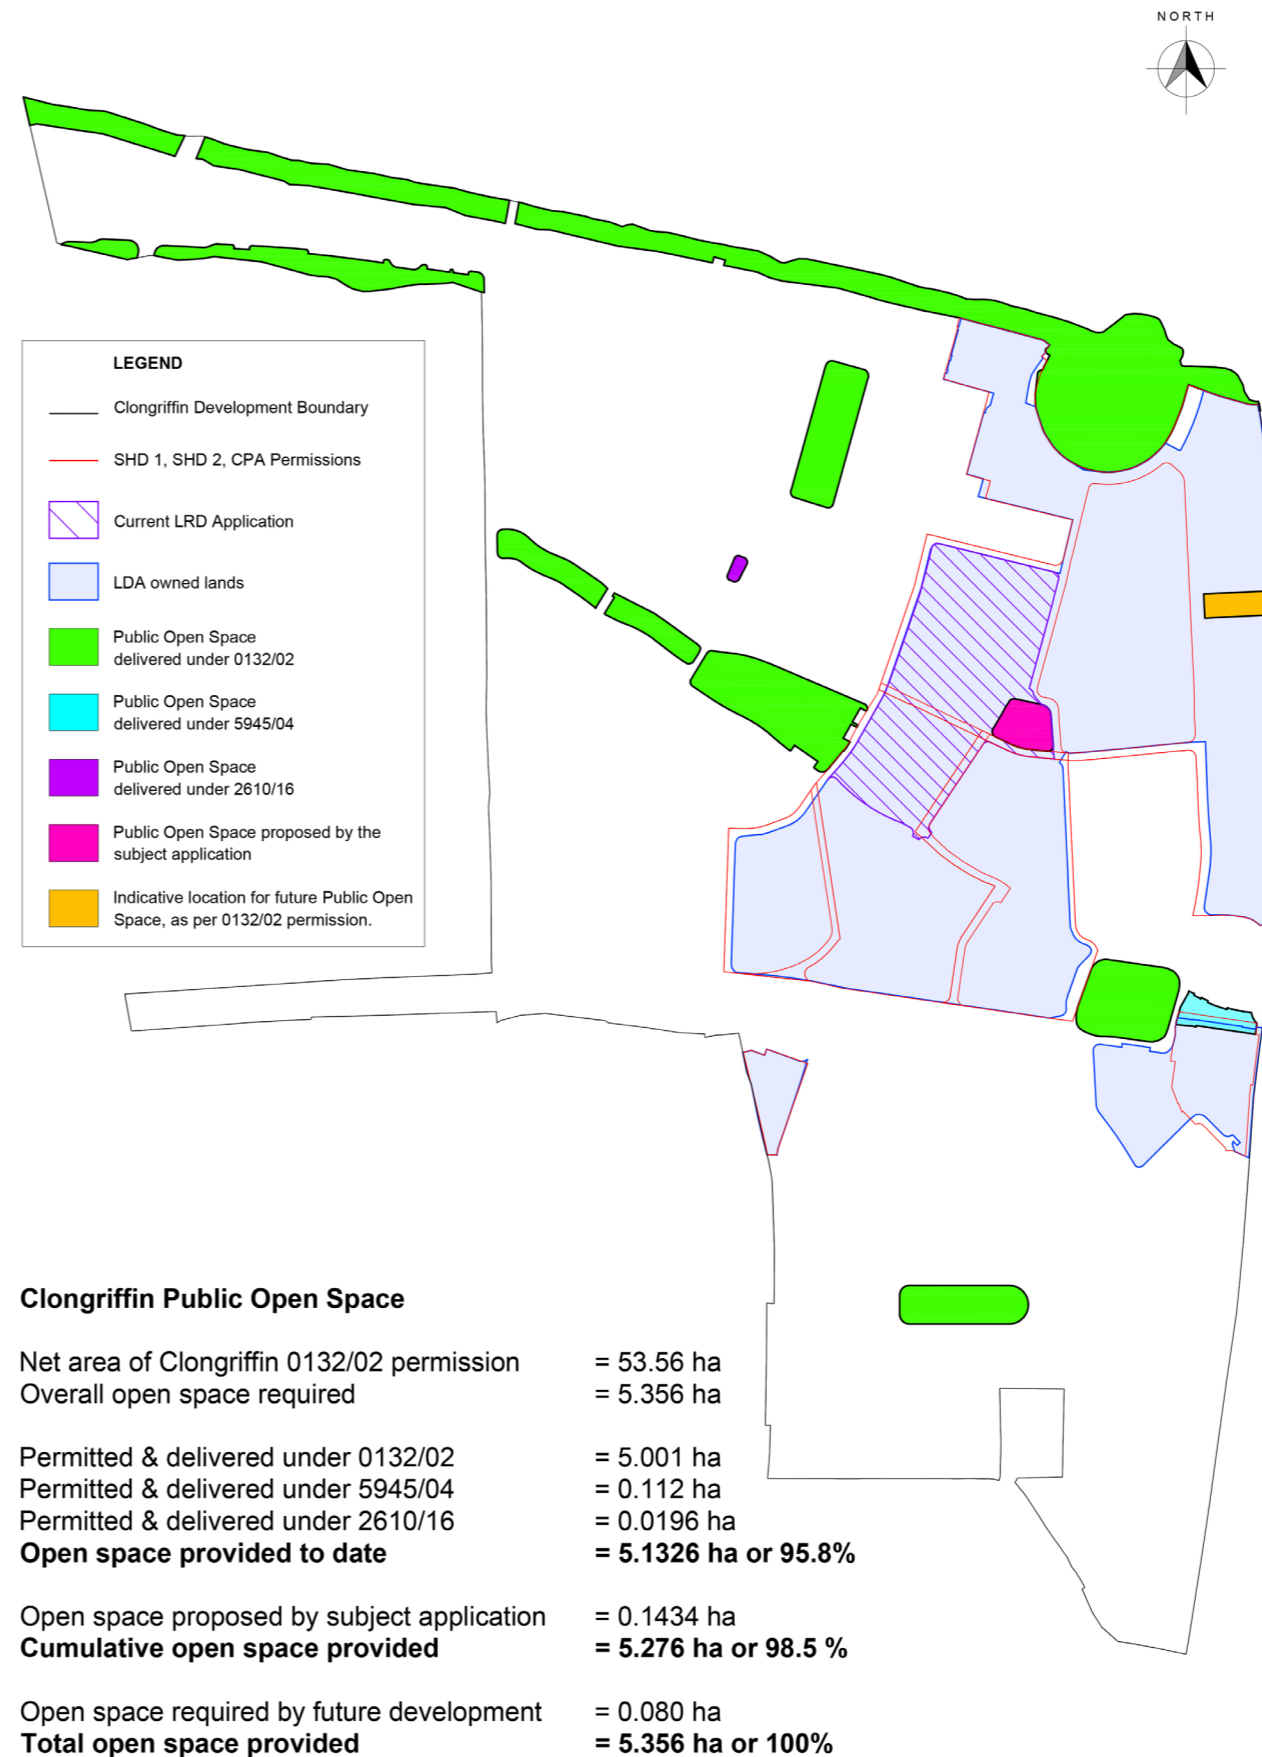 NORTH
LEGEND
Clongriffin Development Boundary
SHD 1, SHD 2, CPA Permissions
Current LRD Application
LDA owned lands
Public Open Space
delivered under 0132/02
Public Open Space
delivered under 5945/04
Public Open Space
delivered under 2610/16
Public Open Space proposed by the
subject application
Indicative location for future Public Open
Space, as per 0132/02 permission.
Clongriffin Public Open Space
Net area of Clongriffin 0132/02 permission = 53.56 ha
Overall open space required = 5.356 ha
Permitted & delivered under 0132/02 = 5.001 ha
Permitted & delivered under 5945/04 = 0.112 ha
Permitted & delivered under 2610/16 = 0.0196 ha
Open space provided to date = 5.1326 ha or 95.8%
Open space proposed by subject application = 0.1434 ha
Cumulative open space provided = 5.276 ha or 98.5 %
Open space required by future development = 0.080 ha
Total open space provided = 5.356 ha or 100%